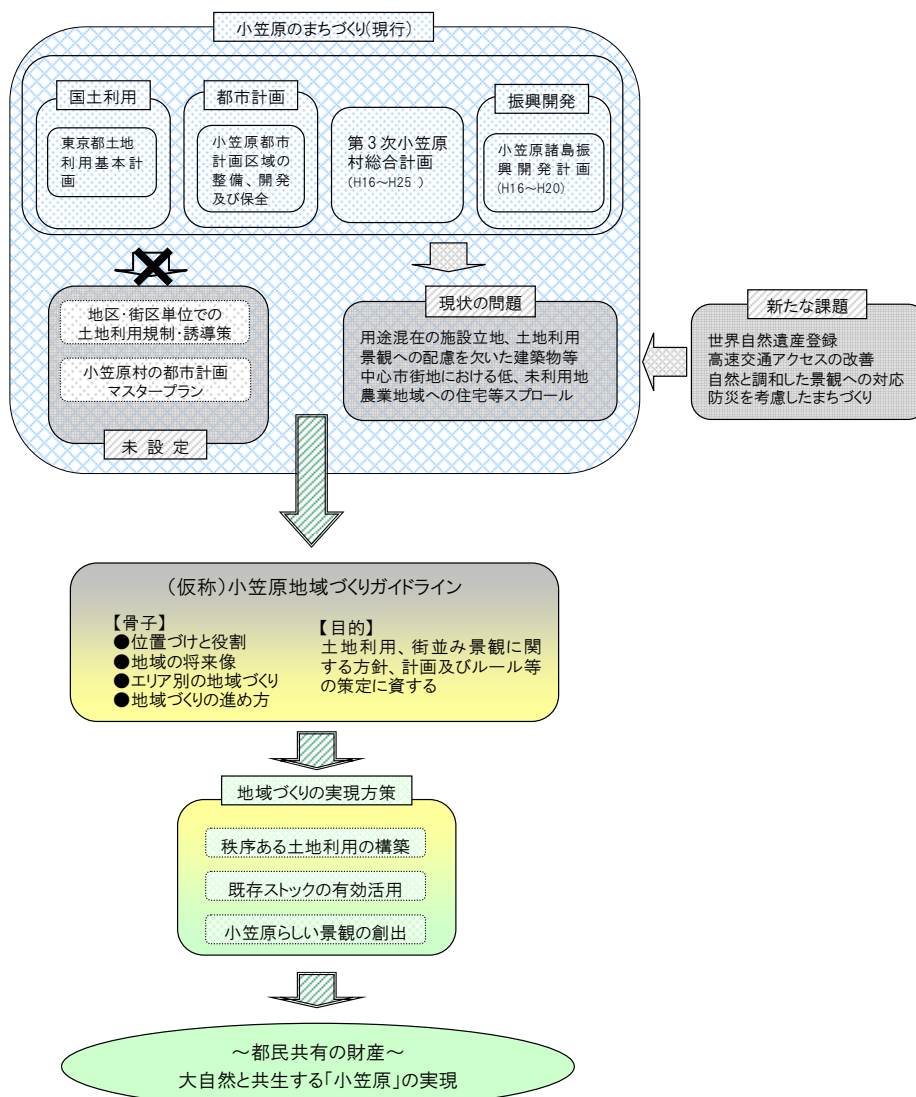 小笠原のまちづくり(現行)
国土利用
東京都土地
利用基本計
画
都市計画
小笠原都市
計画区域の
整備、開発
及び保全
第3次小笠原
村総合計画
(H16～H25 )
振興開発
小笠原諸島振
興開発計画
(H16～H20)
地区・街区単位での
土地利用規制・誘導策
小笠原村の都市計画
マスタープラン
未 設 定
現状の問題
用途混在の施設立地、土地利用
景観への配慮を欠いた建築物等
中心市街地における低、未利用地
農業地域への住宅等スプロール
新たな課題
世界自然遺産登録
高速交通アクセスの改善
自然と調和した景観への対応
防災を考慮したまちづくり
(仮称)小笠原地域づくりガイドライン
【骨子】
●位置づけと役割
●地域の将来像
●エリア別の地域づくり
●地域づくりの進め方
【目的】
土地利用、街並み景観に関
する方針、計画及びルール等
の策定に資する
地域づくりの実現方策
秩序ある土地利用の構築
既存ストックの有効活用
小笠原らしい景観の創出
～都民共有の財産～
大自然と共生する「小笠原」の実現